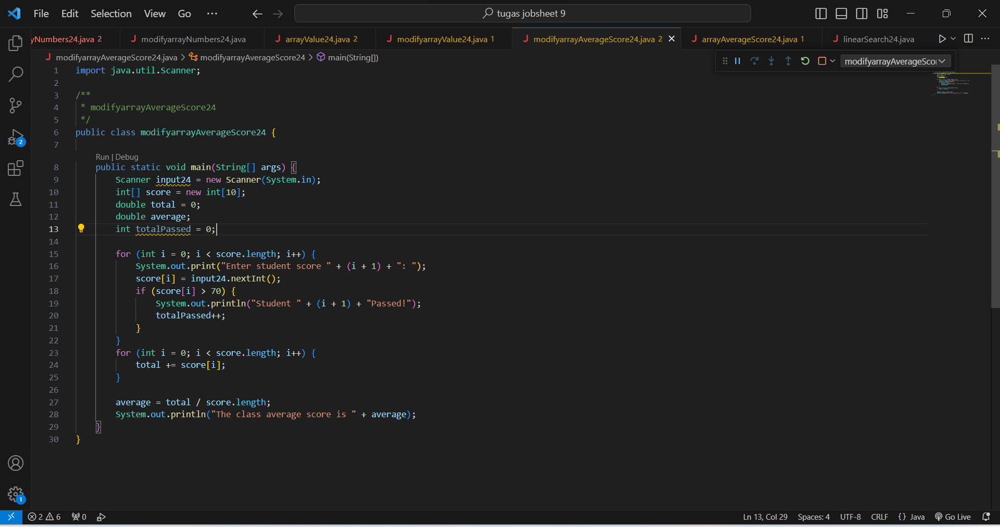 File Edit Selection View Go ··· tugas jobsheet 9
yNumbers24.java 2 modifyarrayNumbers24.java arrayValue24.java 2 modifyarrayValue24.java 1 modifyarrayAverageScore24.java 2 arrayAverageScore24.java 1 linearSearch24.java
modifyarrayAverageScore24.java > modifyarrayAverageScore24 > main(String[])
modifyarrayAverageScor
1 import java.util.Scanner;
2
3 /**
4 * modifyarrayAverageScore24
5 */
6 public class modifyarrayAverageScore24 {
7
Run | Debug
8 public static void main(String[] args) {
9 Scanner input24 = new Scanner(System.in);
10 int[] score = new int[10];
11 double total = 0;
12 double average;
13 int totalPassed = 0;
14
15 for (int i = 0; i < score.length; i++) {
16 System.out.print("Enter student score " + (i + 1) + ": ");
17 score[i] = input24.nextInt();
18 if (score[i] > 70) {
19 System.out.println("Student " + (i + 1) + "Passed!");
20 totalPassed++;
21 }
22 }
23 for (int i = 0; i < score.length; i++) {
24 total += score[i];
25 }
26
27 average = total / score.length;
28 System.out.println("The class average score is " + average);
29 }
30 }
2
1
2 6 0 Ln 13, Col 29 Spaces: 4 UTF-8 CRLF {} Java Go Live